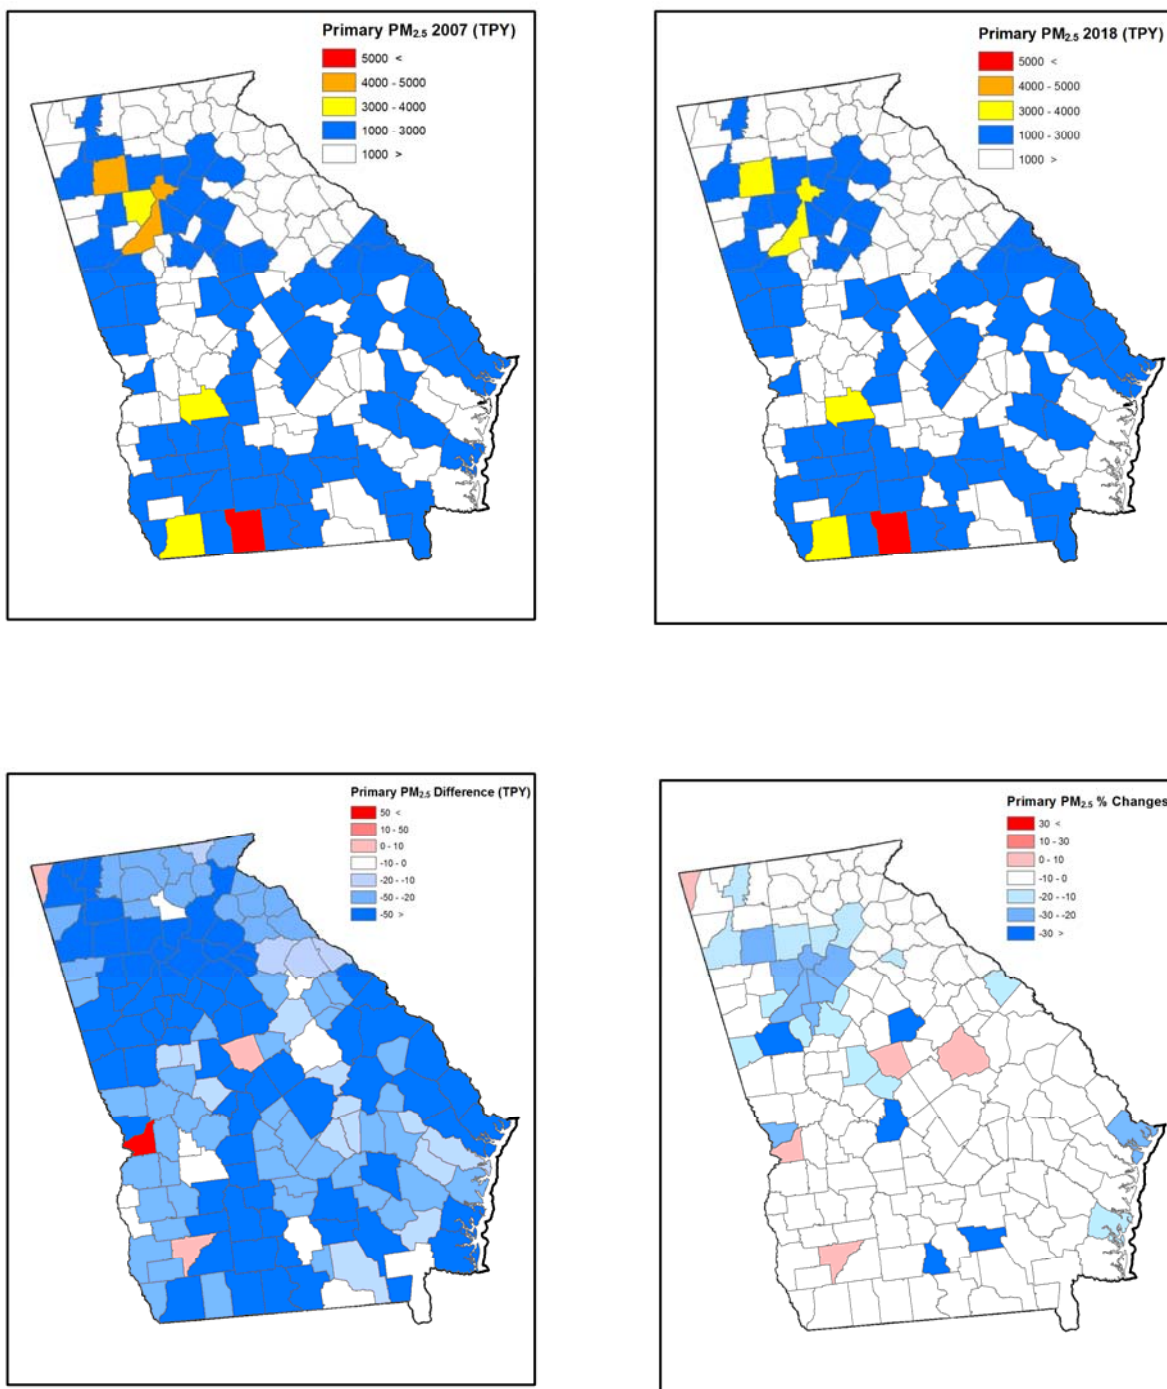 Primary PM2.5 2007 (TPY)
5000 <
4000 - 5000
3000 - 4000
1000 - 3000
1000 >
Primary PM2.5 2018 (TPY)
5000 <
4000 - 5000
3000 - 4000
1000 - 3000
1000 >
Primary PM2.5 Difference (TPY)
50 <
10 - 50
0 - 10
-10 - 0
-20 - -10
-50 - -20
-50 >
Primary PM2.5 % Changes
30 <
10 - 30
0 - 10
-10 - 0
-20 - -10
-30 - -20
-30 >